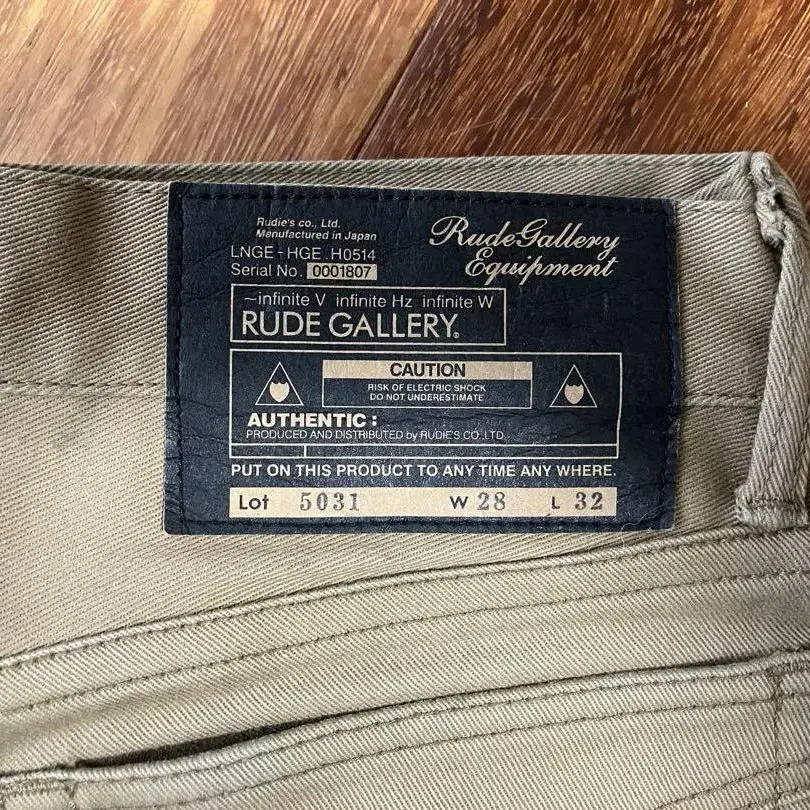 Rudie's co., Ltd.
Manufactured in Japan
LNGE-HGE.H0514
Serial No. 0001807
RudeGallery
Equipment
~infinite V infinite Hz infinite W
RUDE GALLERY®
CAUTION
RISK OF ELECTRIC SHOCK
DO NOT UNDERESTIMATE
AUTHENTIC:
PRODUCED AND DISTRIBUTED by RUDIE'S CO.,LTD.
PUT ON THIS PRODUCT TO ANY TIME ANY WHERE.
Lot 5031 W 28 L 32